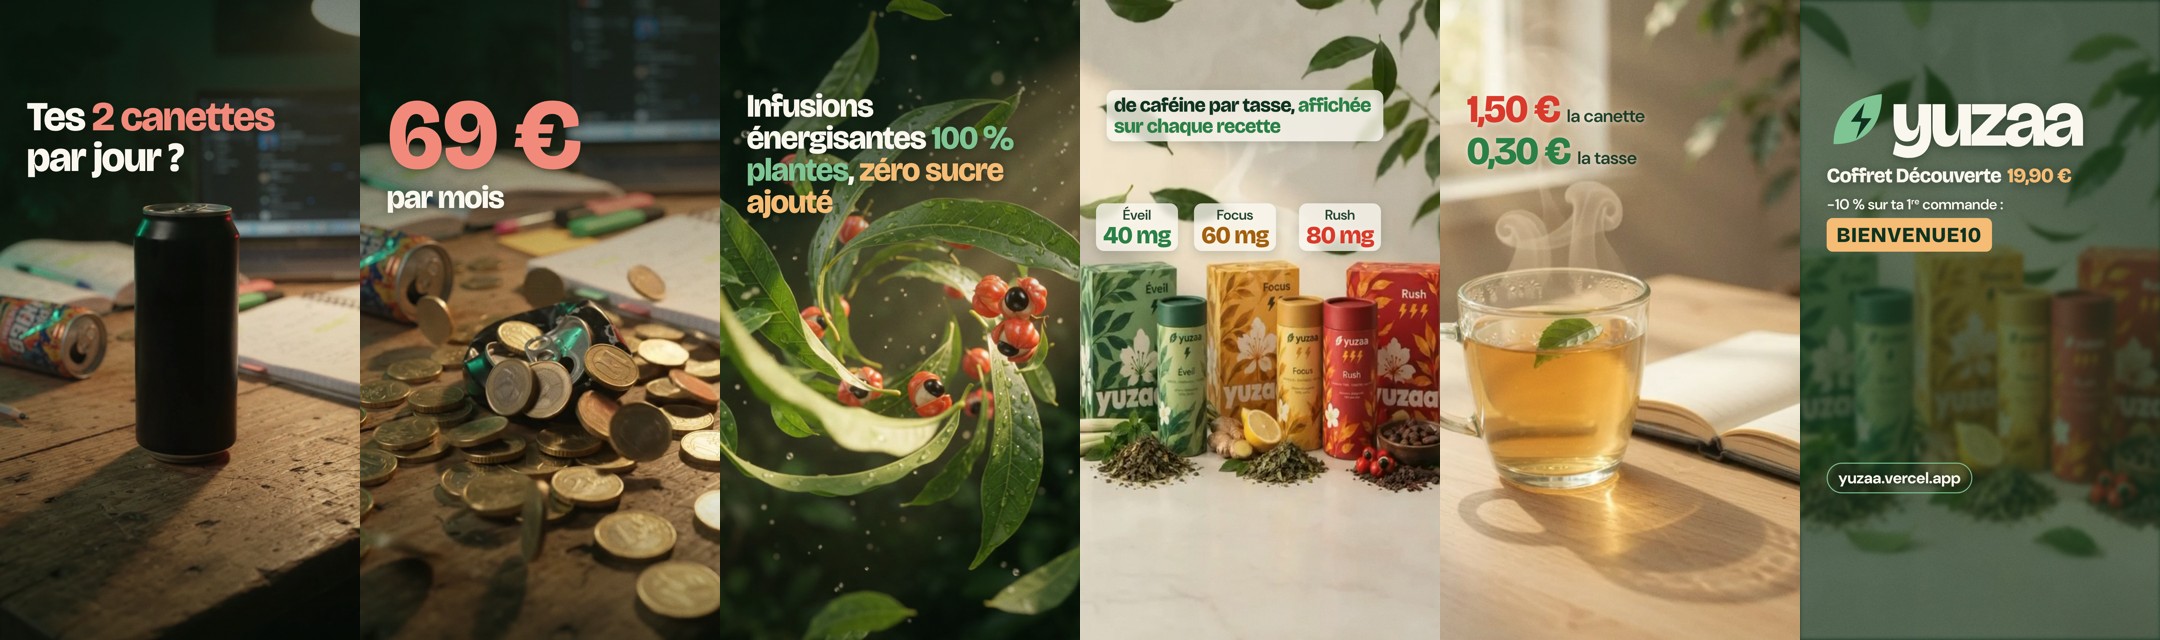 Tes 2 canettes
par jour ?
69 €
par mois
Infusions
énergisantes 100 %
plantes, zéro sucre
ajouté
de caféine par tasse, affichée
sur chaque recette
Éveil
40 mg
Focus
60 mg
Rush
80 mg
Éveil
Focus
Rush
yuzaa
yuzaa
yuzaa
Éveil
Focus
Rush
1,50 € la canette
0,30 € la tasse
yuzaa
Coffret Découverte 19,90 €
-10 % sur ta 1re commande :
BIENVENUE10
yuzaa.vercel.app